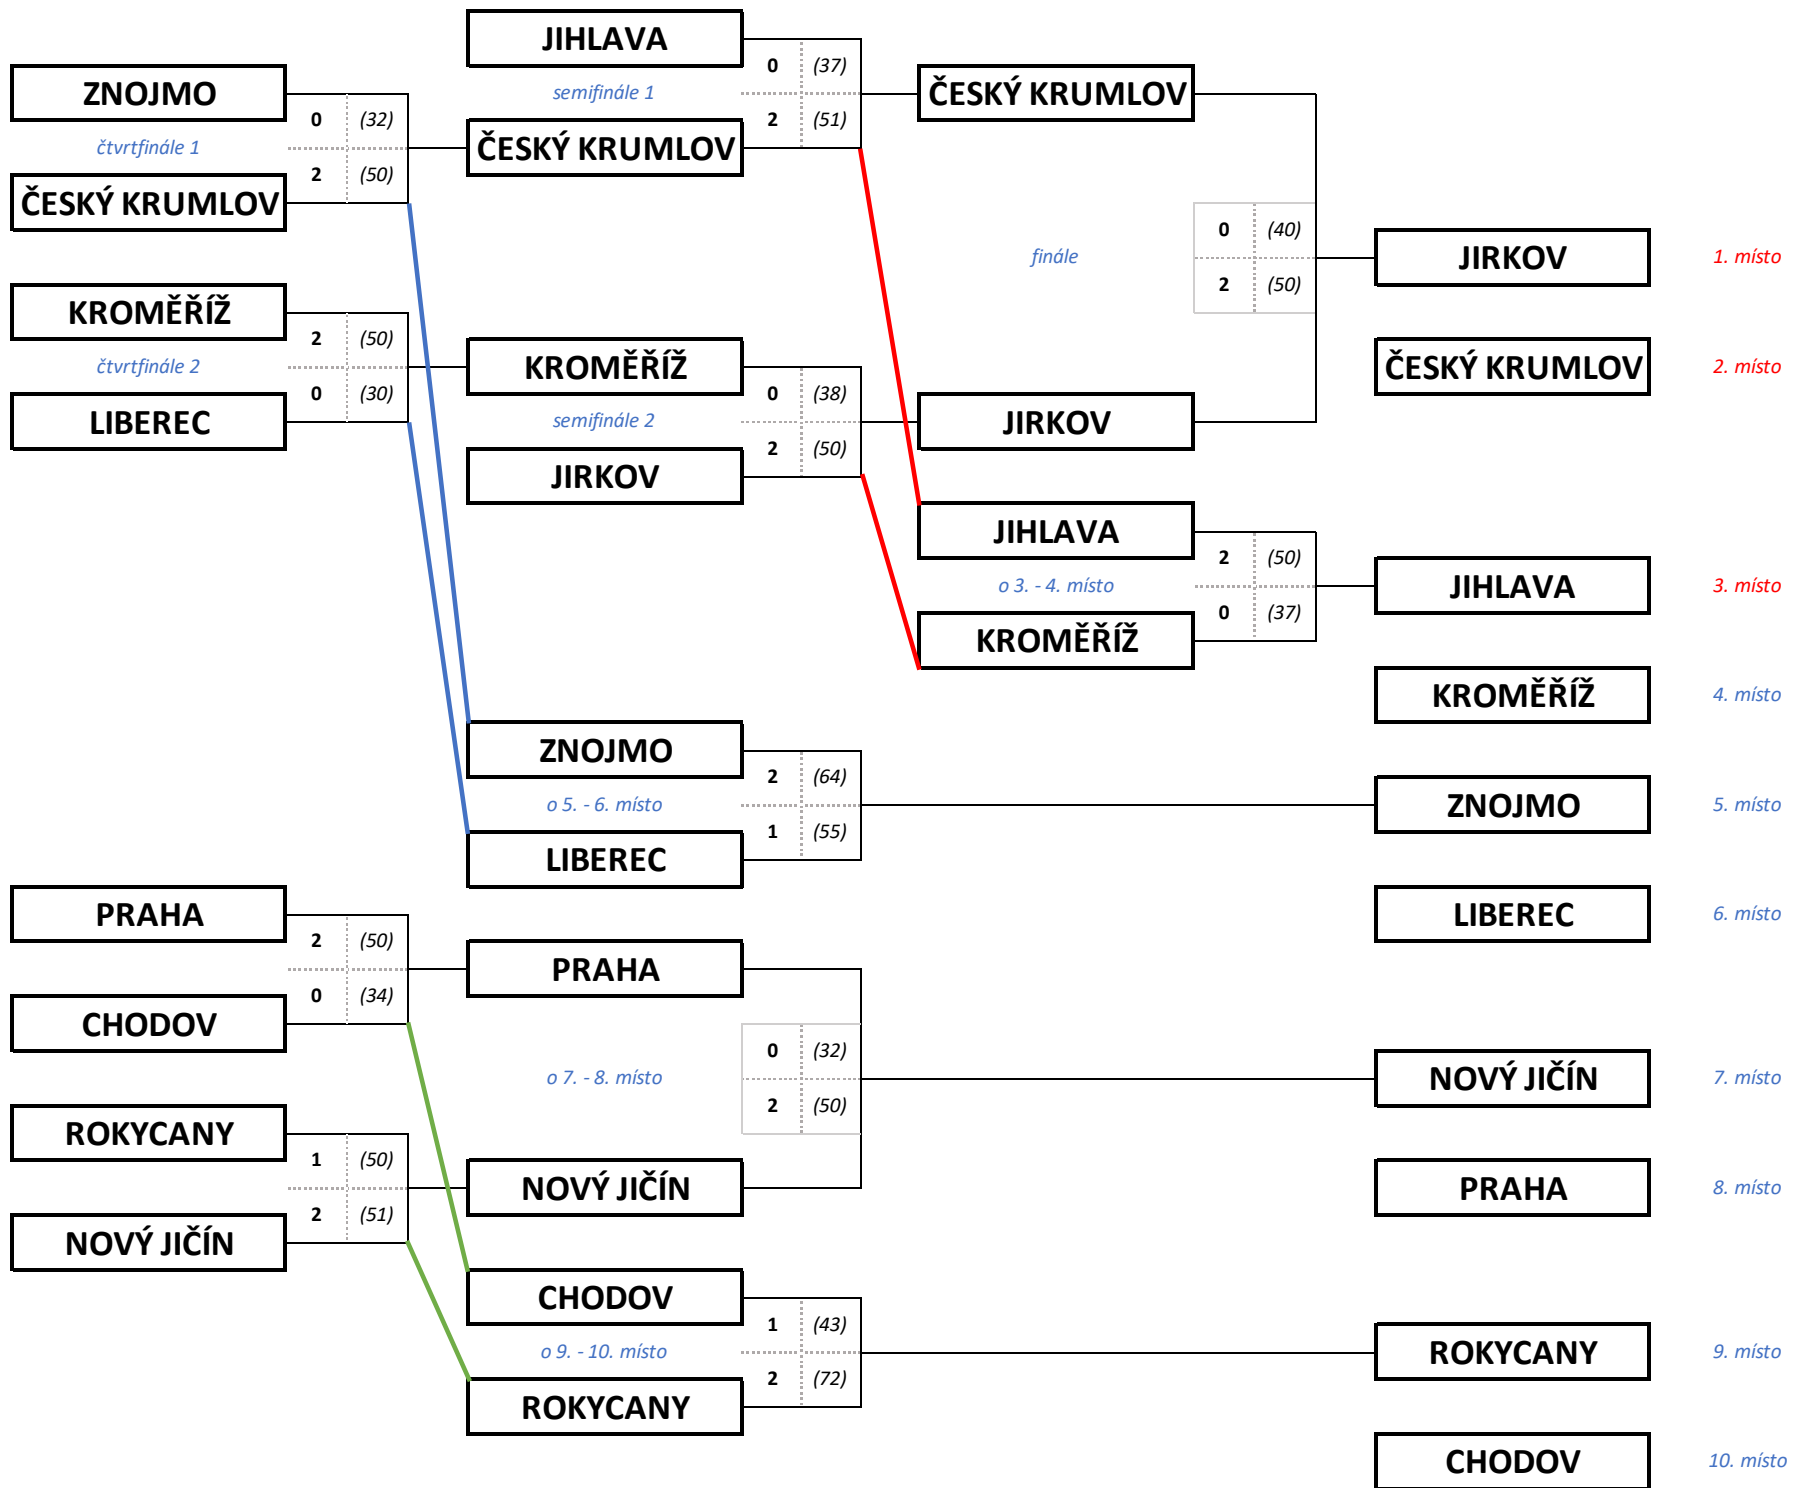 JIHLAVA
0 (37)
semifinále 1
2 (51)
ČESKÝ KRUMLOV
ZNOJMO
0 (32)
čtvrtfinále 1
2 (50)
ČESKÝ KRUMLOV
KROMĚŘÍŽ
2 (50)
čtvrtfinále 2
0 (30)
LIBEREC
KROMĚŘÍŽ
0 (38)
semifinále 2
2 (50)
JIRKOV
ČESKÝ KRUMLOV
0 (40)
finále
2 (50)
JIRKOV
JIRKOV 1. místo
ČESKÝ KRUMLOV 2. místo
JIHLAVA
2 (50)
o 3. - 4. místo
0 (37)
KROMĚŘÍŽ
JIHLAVA 3. místo
KROMĚŘÍŽ 4. místo
ZNOJMO
2 (64)
o 5. - 6. místo
1 (55)
LIBEREC
ZNOJMO 5. místo
LIBEREC 6. místo
PRAHA
2 (50)
0 (34)
CHODOV
ROKYCANY
1 (50)
2 (51)
NOVÝ JIČÍN
PRAHA
0 (32)
o 7. - 8. místo
2 (50)
NOVÝ JIČÍN
NOVÝ JIČÍN 7. místo
PRAHA 8. místo
CHODOV
1 (43)
o 9. - 10. místo
2 (72)
ROKYCANY
ROKYCANY 9. místo
CHODOV 10. místo